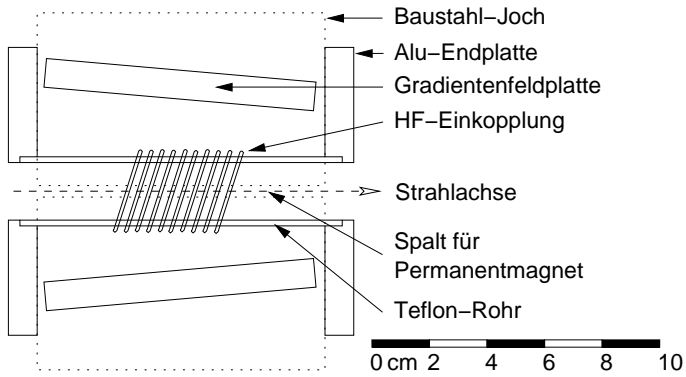 Baustahl–Joch
Alu–Endplatte
Gradientenfeldplatte
HF–Einkopplung
Strahlachse
Spalt für
Permanentmagnet
Teflon–Rohr
0 cm 2 4 6 8 10